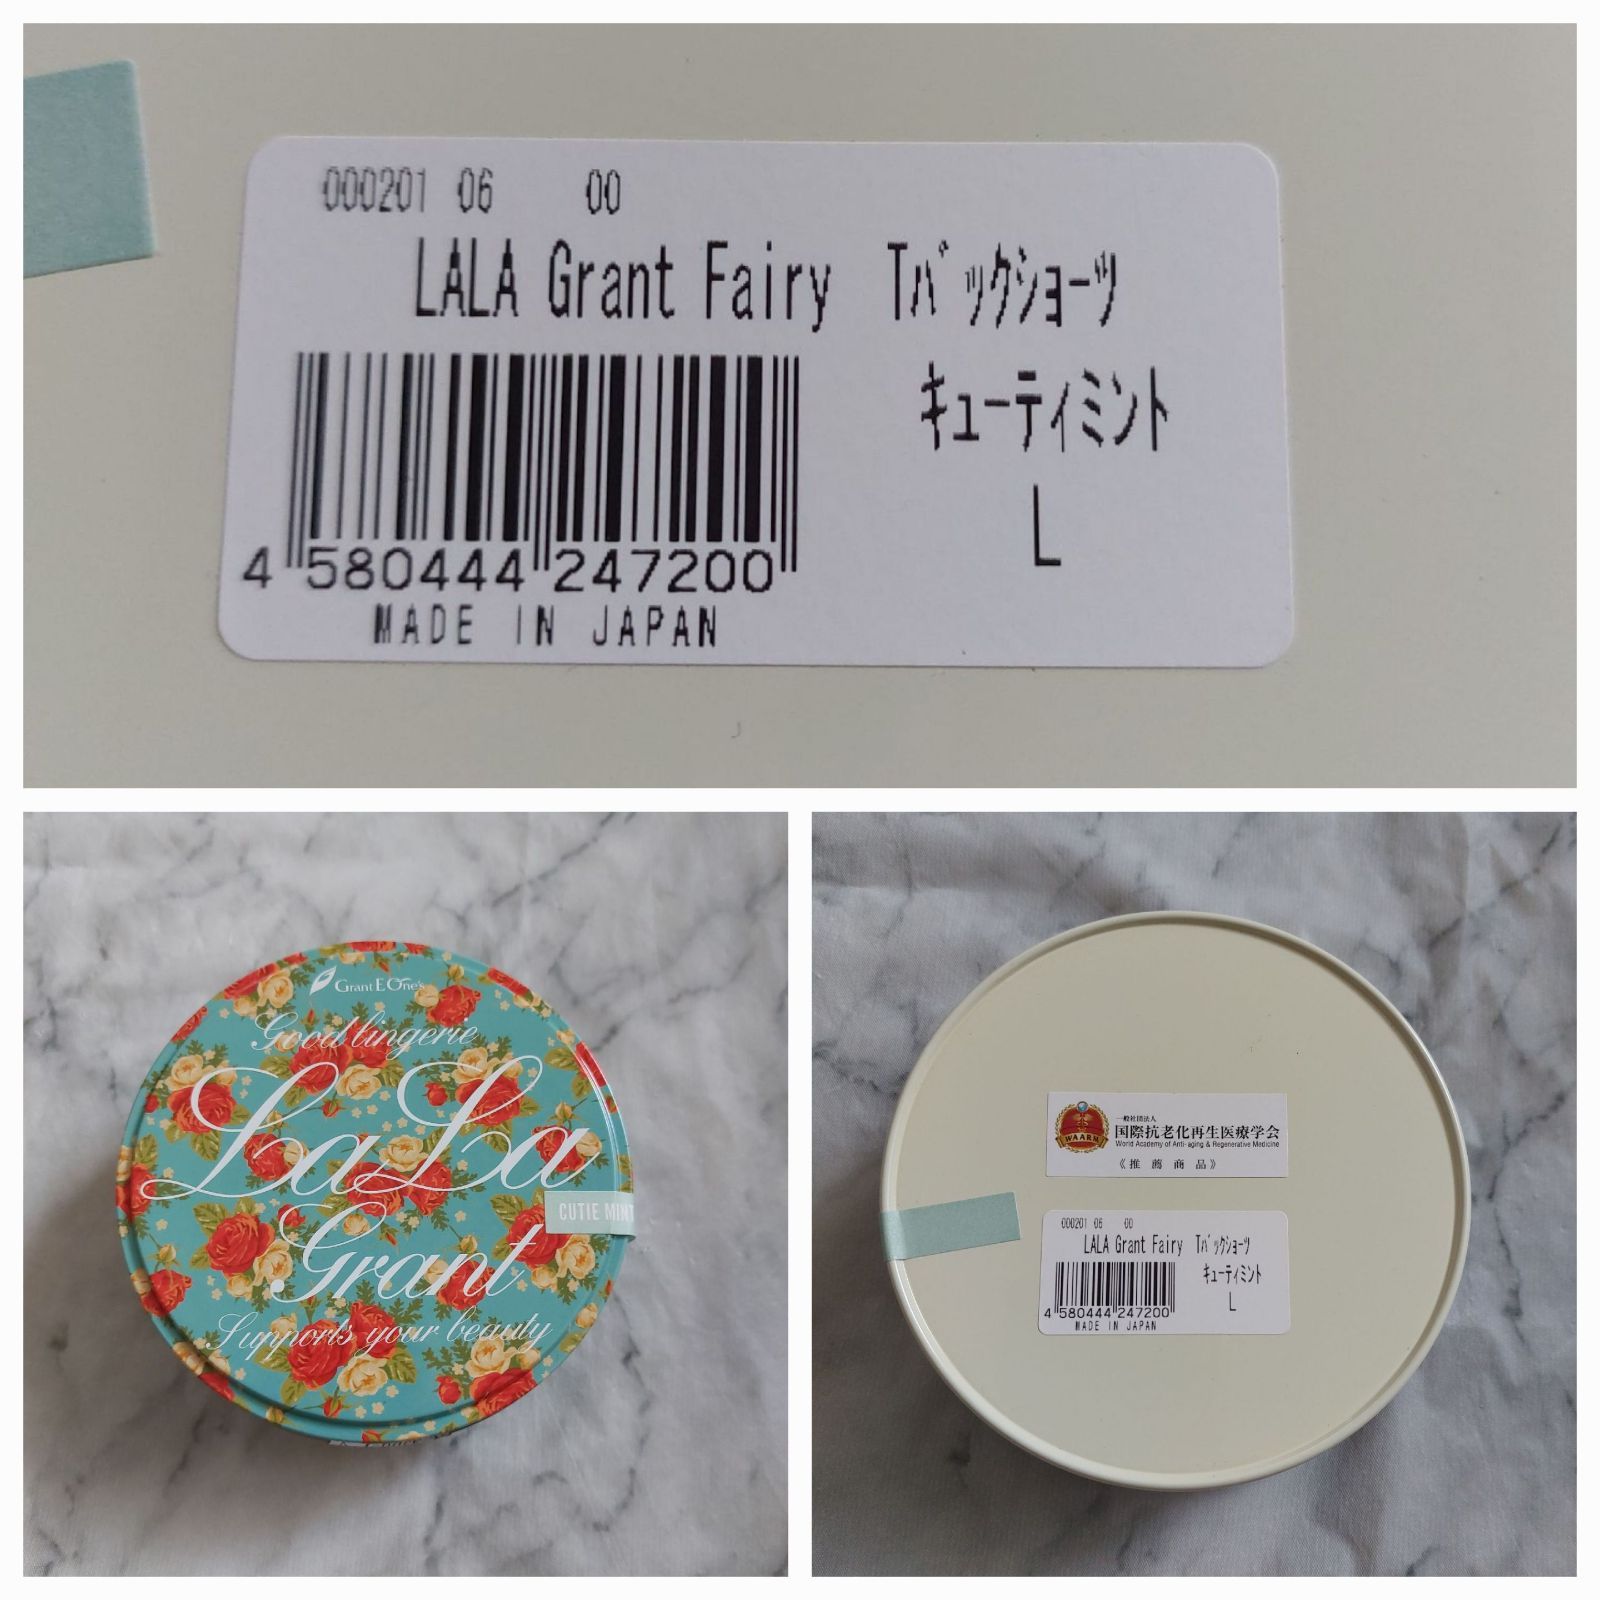 000201 06 00
LALA Grant Fairy Tﾊﾞｯｸｼｮｰﾂ
ｷｭｰﾃｨﾐﾝﾄ
L
4 580444 247200
MADE IN JAPAN
Grant E One's
Good lingerie
LaLa
Grant
CUTIE MINT
Supports your beauty
一般社団法人
国際抗老化再生医療学会
WAARM
World Academy of Anti-aging & Regenerative Medicine
《推薦商品》
000201 06 00
LALA Grant Fairy Tﾊﾞｯｸｼｮｰﾂ
ｷｭｰﾃｨﾐﾝﾄ
L
4 580444 247200
MADE IN JAPAN